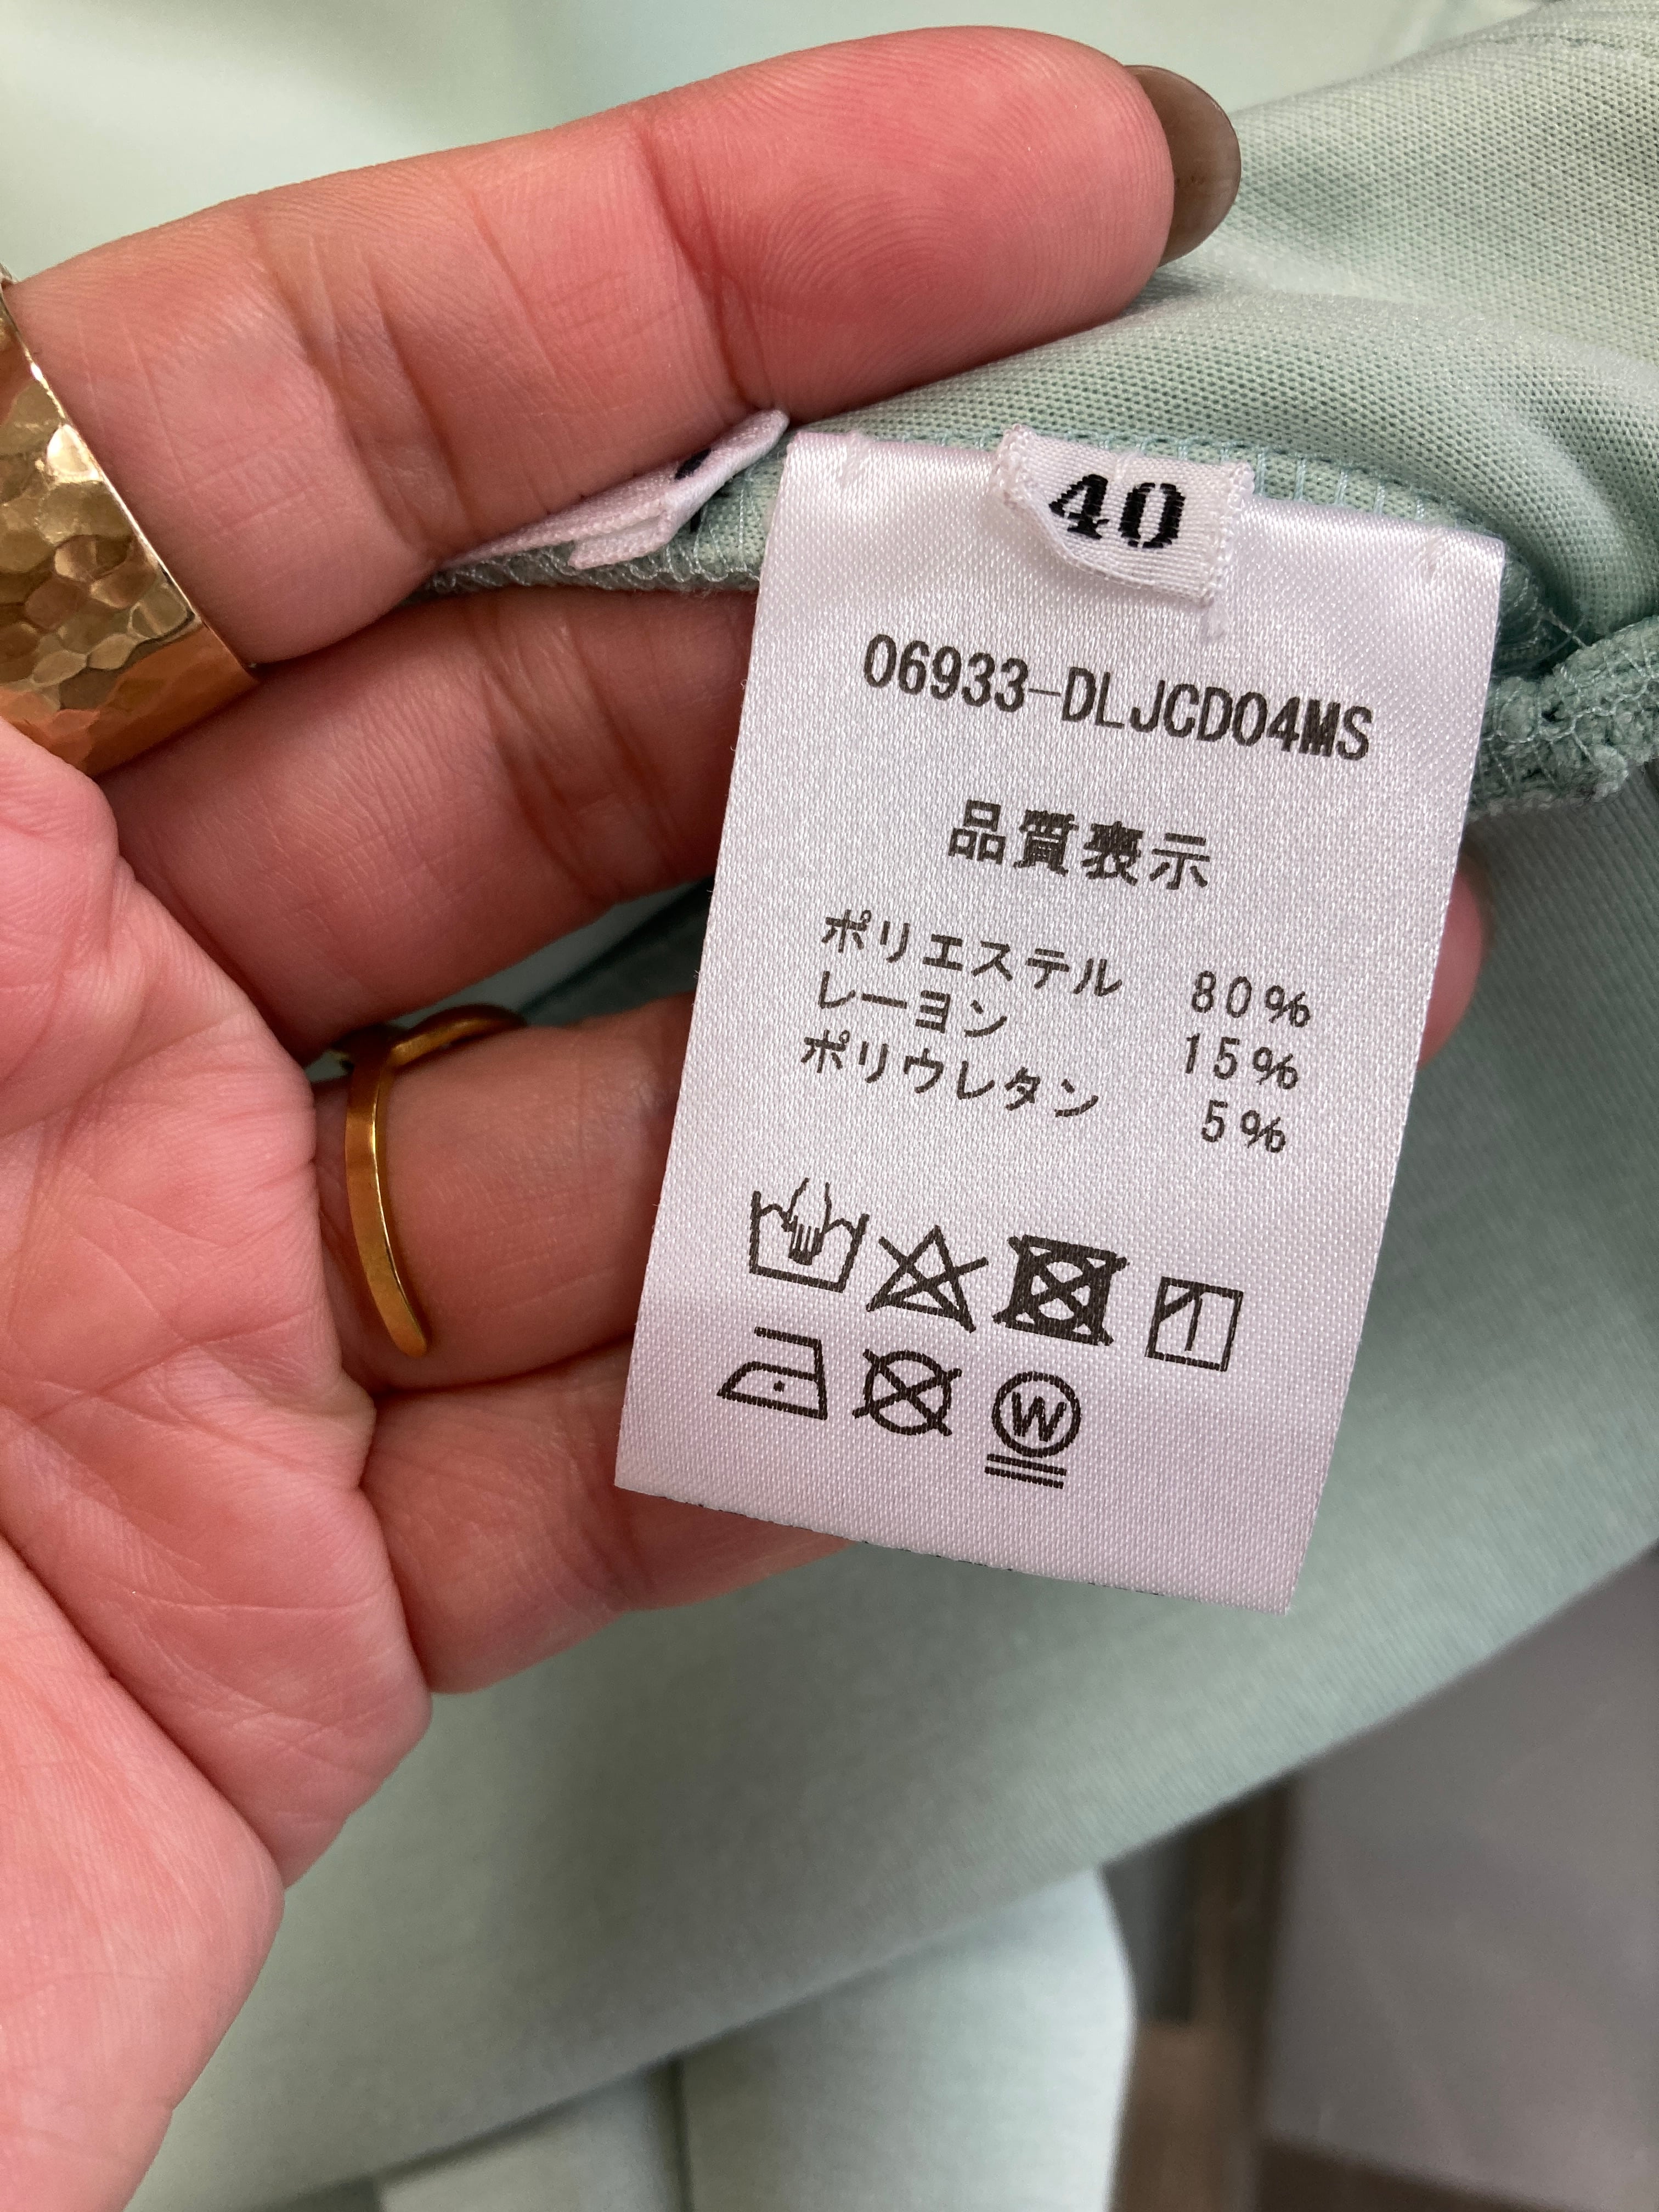 40
06933-DLJCD04MS
品質表示
ポリエステル 80%
レーヨン 15%
ポリウレタン 5%
W